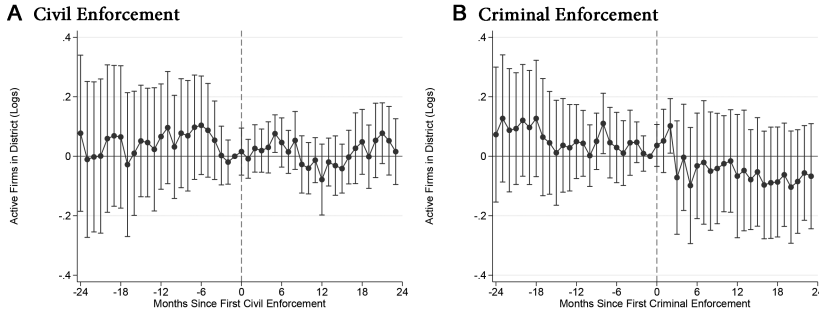 A Civil Enforcement
Active Firms in District (Logs)
.4
.2
0
-.2
-.4
-24 -18 -12 -6 0 6 12 18 24
Months Since First Civil Enforcement
B Criminal Enforcement
Active Firms in District (Logs)
.4
.2
0
-.2
-.4
-24 -18 -12 -6 0 6 12 18 24
Months Since First Criminal Enforcement